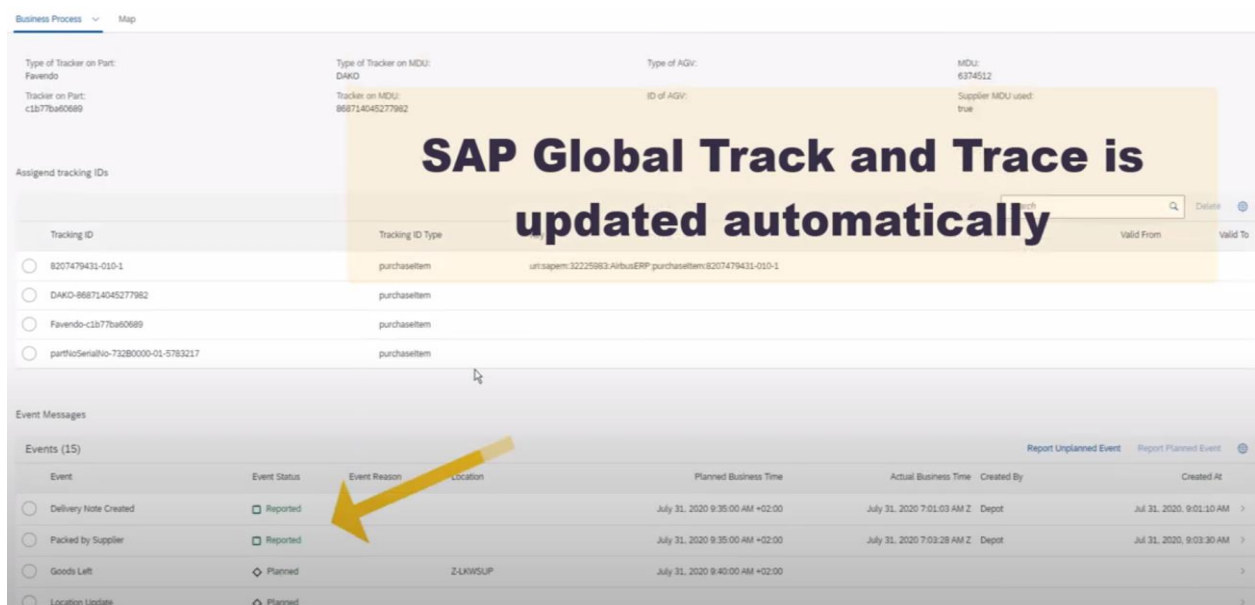 Business Process Map
Type of Tracker on Part: Type of Tracker on MDU: Type of AGV: MDU:
Favendo DAKO 6374512
Tracker on Part: Tracker on MDU: ID of AGV: Supplier MDU used:
c1b77ba60689 868714045277982 true
SAP Global Track and Trace is
updated automatically
Assigend tracking IDs
Search Delete
Tracking ID Tracking ID Type Valid From Valid To
8207479431-010-1 purchaseItem uri:sapem:32225983:AirbusERP:purchaseItem:8207479431-010-1
DAKO-868714045277982 purchaseItem
Favendo-c1b77ba60689 purchaseItem
partNoSerialNo-732B0000-01-5783217 purchaseItem
Event Messages
Events (15) Report Unplanned Event Report Planned Event
Event Event Status Event Reason Location Planned Business Time Actual Business Time Created By Created At
Delivery Note Created Reported July 31, 2020 9:35:00 AM +02:00 July 31, 2020 7:01:03 AM Z Depot Jul 31, 2020, 9:01:10 AM
Packed by Supplier Reported July 31, 2020 9:35:00 AM +02:00 July 31, 2020 7:03:28 AM Z Depot Jul 31, 2020, 9:03:30 AM
Goods Left Planned Z-LKWSUP July 31, 2020 9:40:00 AM +02:00
Location Update Planned